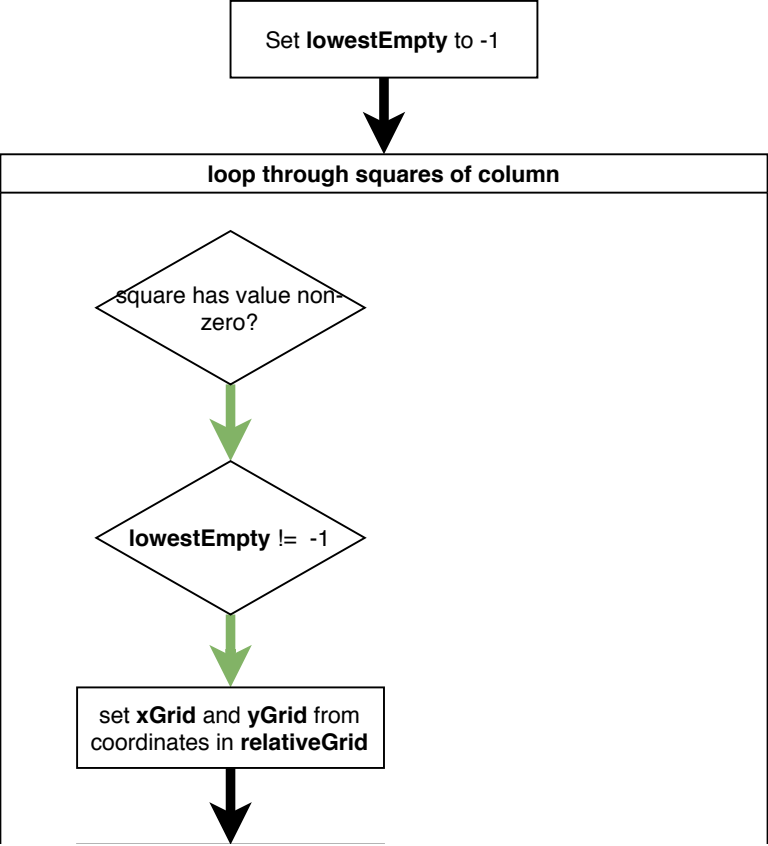 Set lowestEmpty to -1
loop through squares of column
square has value non-
zero?
lowestEmpty != -1
set xGrid and yGrid from
coordinates in relativeGrid